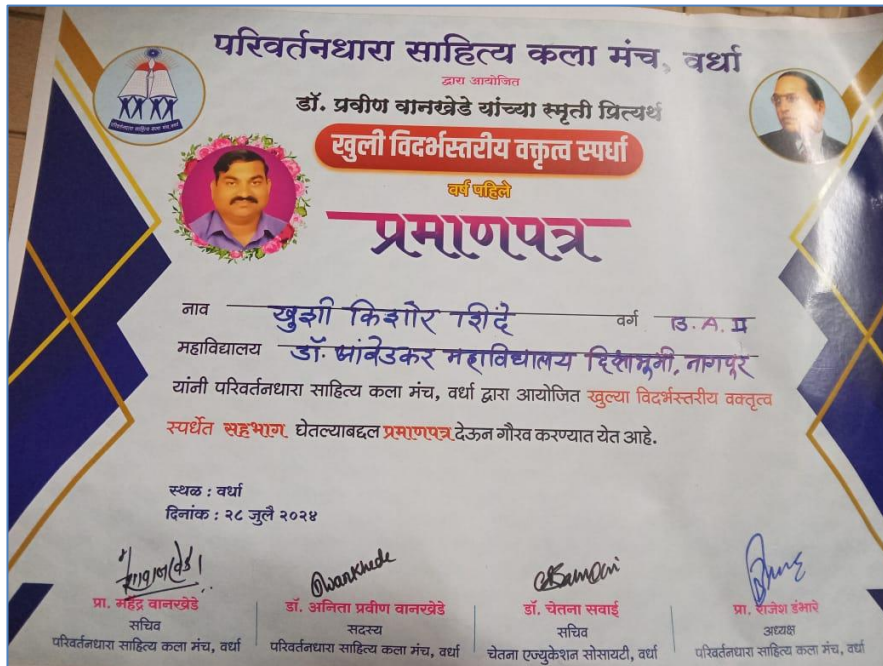 परिवर्तनधारा साहित्य कला मंच, वर्धा
द्वारा आयोजित
डॉ. प्रवीण वानखेडे यांच्या स्मृती प्रित्यर्थ
खुली विदर्भस्तरीय वक्तृत्व स्पर्धा
वर्ष पहिले
प्रमाणपत्र
नाव खुशी किशोर शिंदे वर्ग B.A. II
महाविद्यालय डॉ. आंबेडकर महाविद्यालय दिक्षाभूमी, नागपूर
यांनी परिवर्तनधारा साहित्य कला मंच, वर्धा द्वारा आयोजित खुल्या विदर्भस्तरीय वक्तृत्व
स्पर्धेत सहभाग घेतल्याबद्दल प्रमाणपत्र देऊन गौरव करण्यात येत आहे.
स्थळ : वर्धा
दिनांक : २८ जुलै २०२४
प्रा. महेंद्र वानखेडे
सचिव
परिवर्तनधारा साहित्य कला मंच, वर्धा
डॉ. अनिता प्रवीण वानखेडे
सदस्य
परिवर्तनधारा साहित्य कला मंच, वर्धा
डॉ. चेतना सवाई
सचिव
चेतना एज्युकेशन सोसायटी, वर्धा
प्रा. राजेश डंभारे
अध्यक्ष
परिवर्तनधारा साहित्य कला मंच, वर्धा